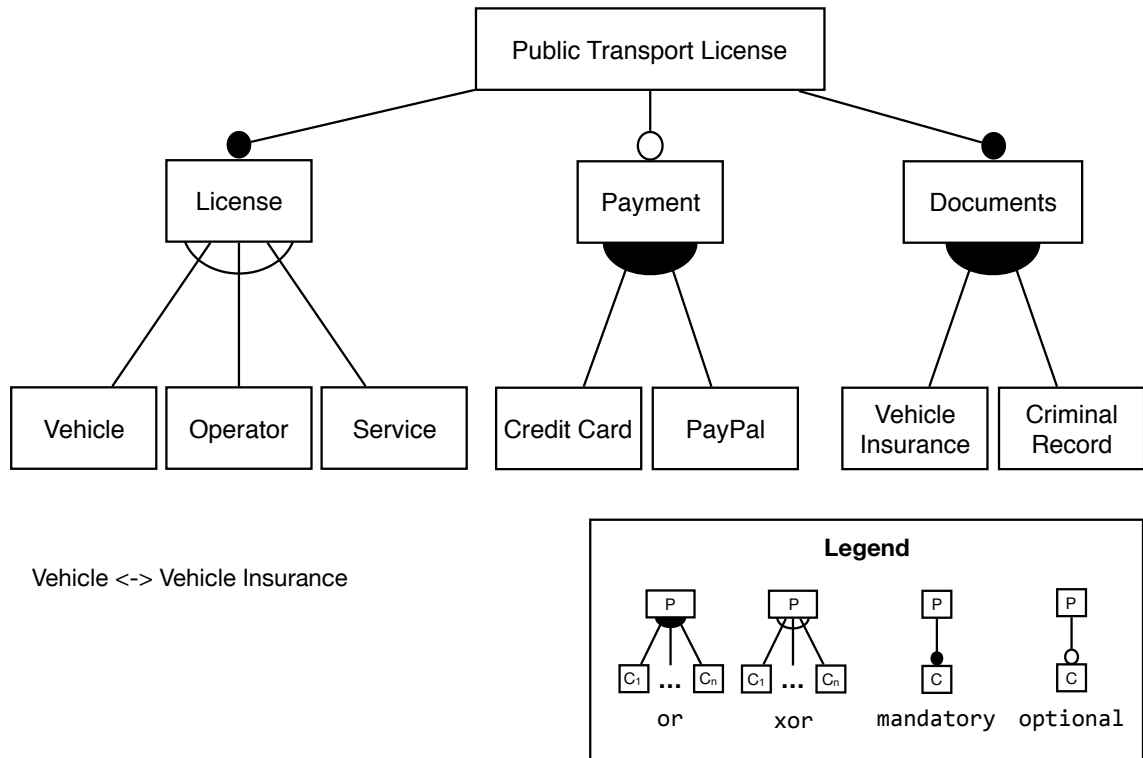 Public Transport License
License
Payment
Documents
Vehicle
Operator
Service
Credit Card
PayPal
Vehicle
Insurance
Criminal
Record
Vehicle <-> Vehicle Insurance
Legend
P
P
P
P
C1 ... Cn
C1 ... Cn
C
C
or
xor
mandatory
optional